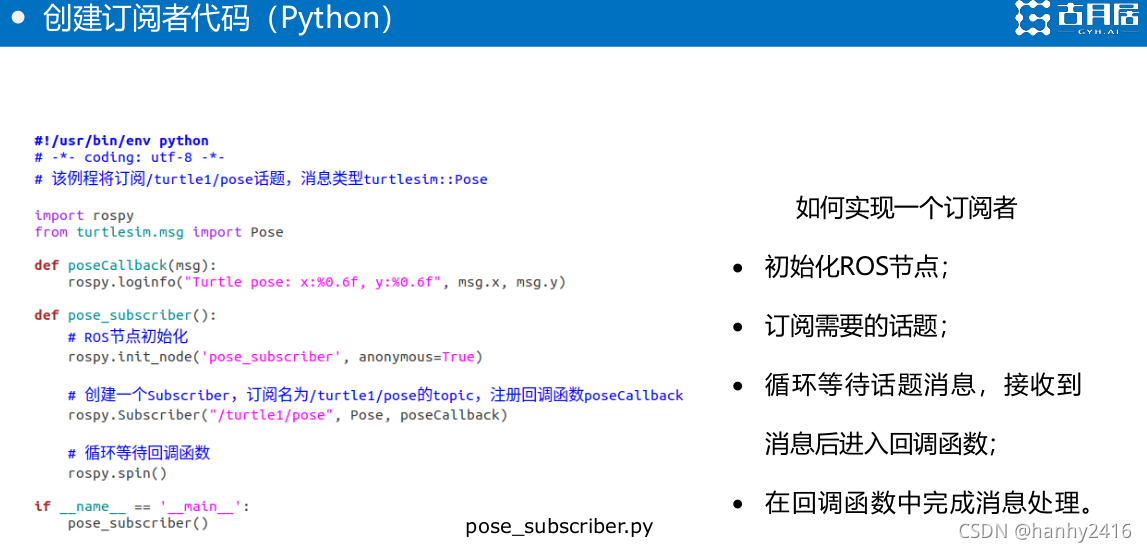 创建订阅者代码（Python）
古月居
GYH.AI
#!/usr/bin/env python
# -*- coding: utf-8 -*-
# 该例程将订阅/turtle1/pose话题，消息类型turtlesim::Pose
import rospy
from turtlesim.msg import Pose
def poseCallback(msg):
rospy.loginfo("Turtle pose: x:%0.6f, y:%0.6f", msg.x, msg.y)
def pose_subscriber():
# ROS节点初始化
rospy.init_node('pose_subscriber', anonymous=True)
# 创建一个Subscriber，订阅名为/turtle1/pose的topic，注册回调函数poseCallback
rospy.Subscriber("/turtle1/pose", Pose, poseCallback)
# 循环等待回调函数
rospy.spin()
if __name__ == '__main__':
pose_subscriber()
pose_subscriber.py
如何实现一个订阅者
• 初始化ROS节点；
• 订阅需要的话题；
• 循环等待话题消息，接收到
消息后进入回调函数；
• 在回调函数中完成消息处理。
CSDN @hanhy2416